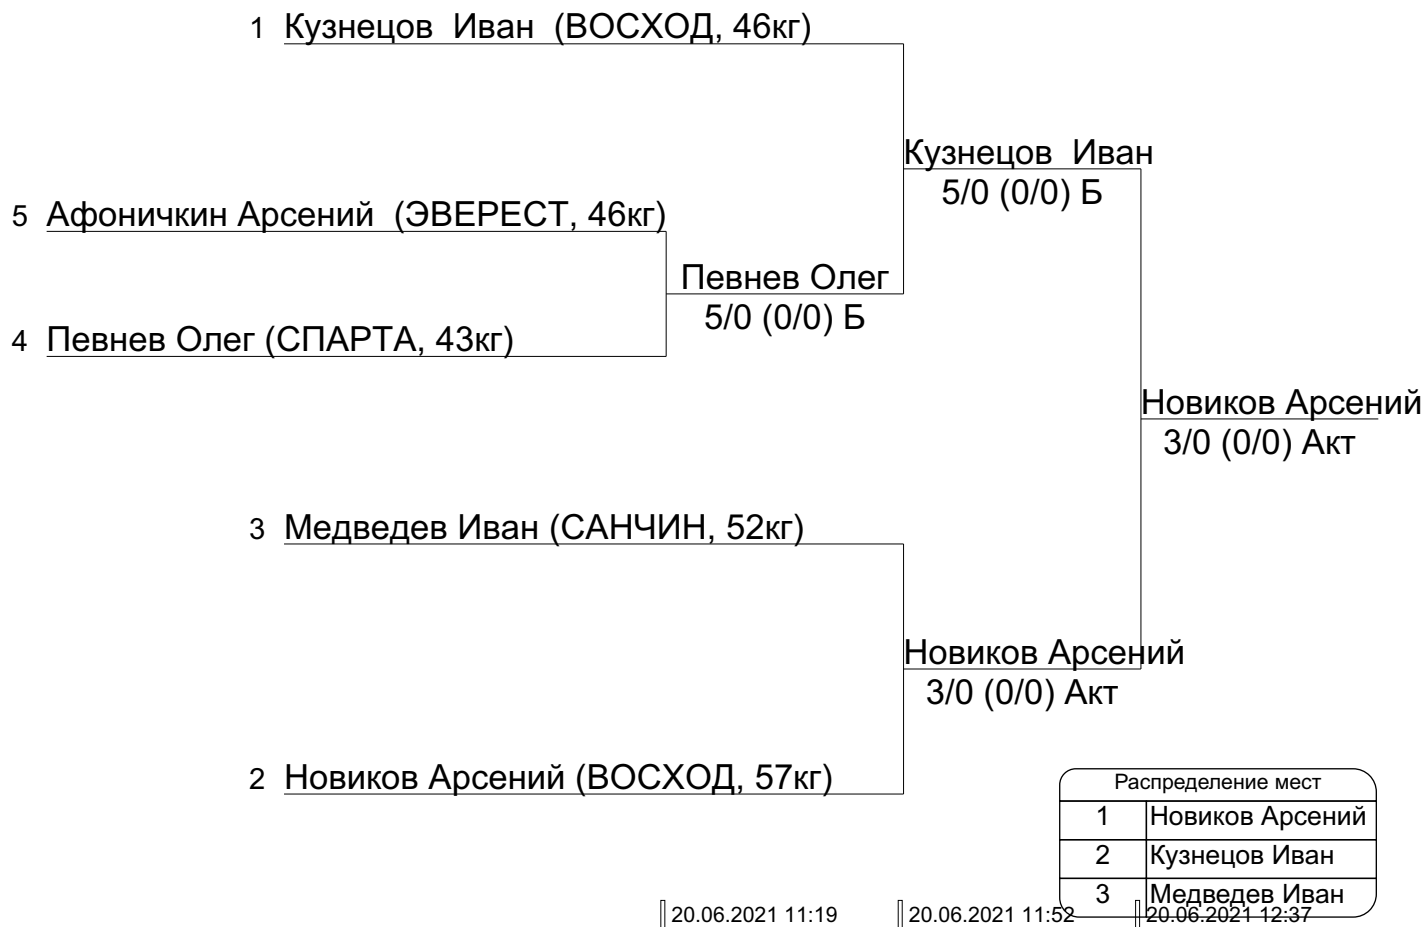 1 Кузнецов  Иван  (ВОСХОД, 46кг)
Кузнецов  Иван
5/0 (0/0) Б
5 Афоничкин Арсений  (ЭВЕРЕСТ, 46кг)
Певнев Олег
5/0 (0/0) Б
4 Певнев Олег (СПАРТА, 43кг)
Новиков Арсений
3/0 (0/0) Акт
3 Медведев Иван (САНЧИН, 52кг)
Новиков Арсений
3/0 (0/0) Акт
2 Новиков Арсений (ВОСХОД, 57кг)
Распределение мест
1 Новиков Арсений
2 Кузнецов Иван
3 Медведев Иван
20.06.2021 11:19 20.06.2021 11:52 20.06.2021 12:37